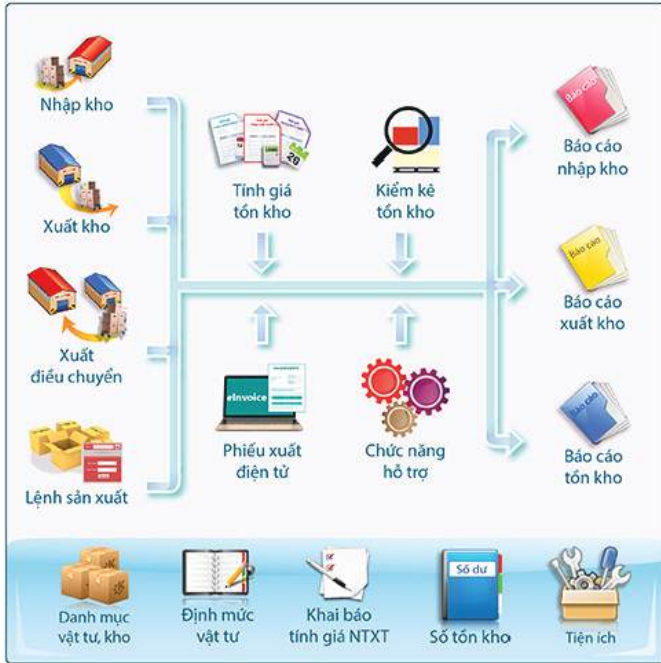 Nhập kho
Xuất kho
Xuất
điều chuyển
Lệnh sản xuất
Tính giá
tồn kho
26
Kiểm kê
tồn kho
eInvoice
Phiếu xuất
điện tử
Chức năng
hỗ trợ
Báo cáo
Báo cáo
nhập kho
Báo cáo
Báo cáo
xuất kho
Báo cáo
Báo cáo
tồn kho
Danh mục
vật tư, kho
Định mức
vật tư
Khai báo
tính giá NTXT
Số dư
Số tồn kho
Tiện ích